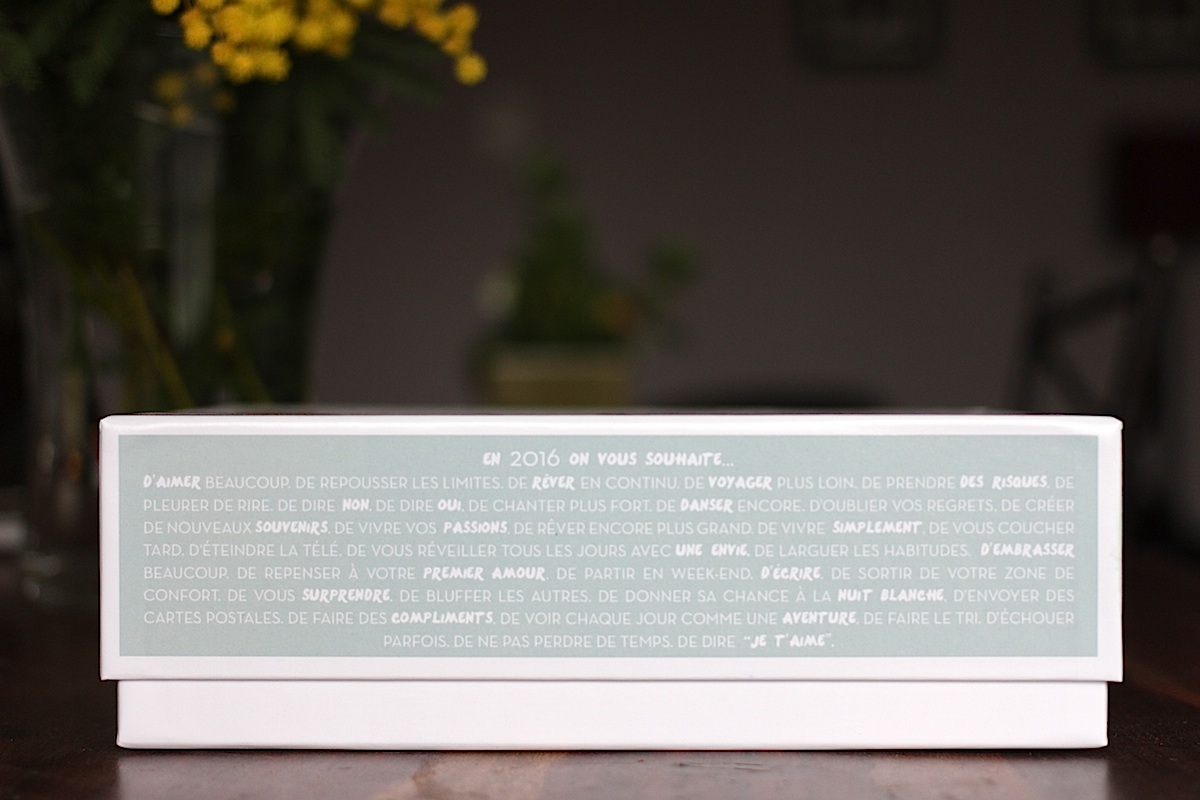 EN 2016 ON VOUS SOUHAITE...
D'AIMER BEAUCOUP. DE REPOUSSER LES LIMITES. DE RÊVER EN CONTINU. DE VOYAGER PLUS LOIN. DE PRENDRE DES RISQUES. DE
PLEURER DE RIRE. DE DIRE NON. DE DIRE OUI. DE CHANTER PLUS FORT. DE DANSER ENCORE. D'OUBLIER VOS REGRETS. DE CRÉER
DE NOUVEAUX SOUVENIRS. DE VIVRE VOS PASSIONS. DE RÊVER ENCORE PLUS GRAND. DE VIVRE SIMPLEMENT. DE VOUS COUCHER
TARD. D'ÉTEINDRE LA TÉLÉ. DE VOUS RÉVEILLER TOUS LES JOURS AVEC UNE ENVIE. DE LARGUER LES HABITUDES. D'EMBRASSER
BEAUCOUP. DE REPENSER À VOTRE PREMIER AMOUR. DE PARTIR EN WEEK-END. D'ÉCRIRE. DE SORTIR DE VOTRE ZONE DE
CONFORT. DE VOUS SURPRENDRE. DE BLUFFER LES AUTRES. DE DONNER SA CHANCE À LA NUIT BLANCHE. D'ENVOYER DES
CARTES POSTALES. DE FAIRE DES COMPLIMENTS. DE VOIR CHAQUE JOUR COMME UNE AVENTURE. DE FAIRE LE TRI. D'ÉCHOUER
PARFOIS. DE NE PAS PERDRE DE TEMPS. DE DIRE "JE T'AIME".